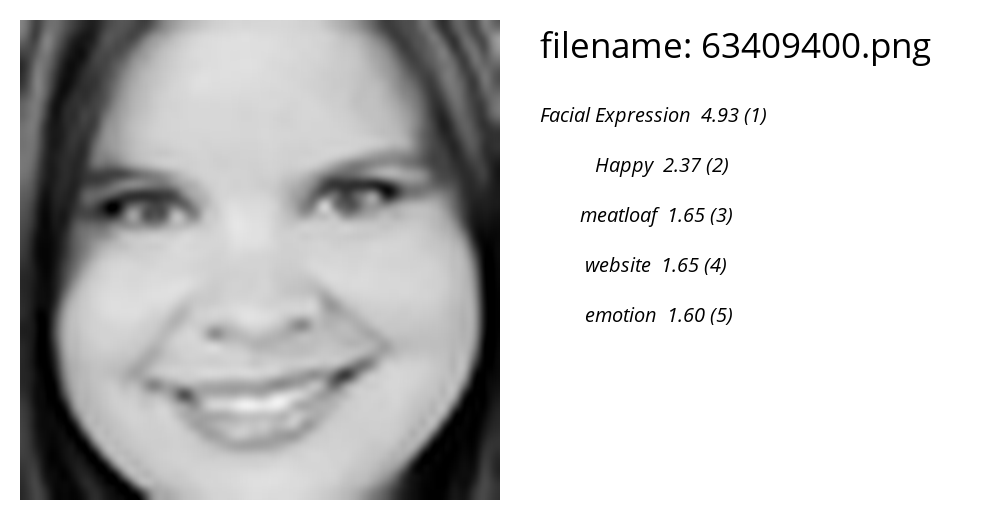 filename: 63409400.png
Facial Expression 4.93 (1)
Happy 2.37 (2)
meatloaf 1.65 (3)
website 1.65 (4)
emotion 1.60 (5)